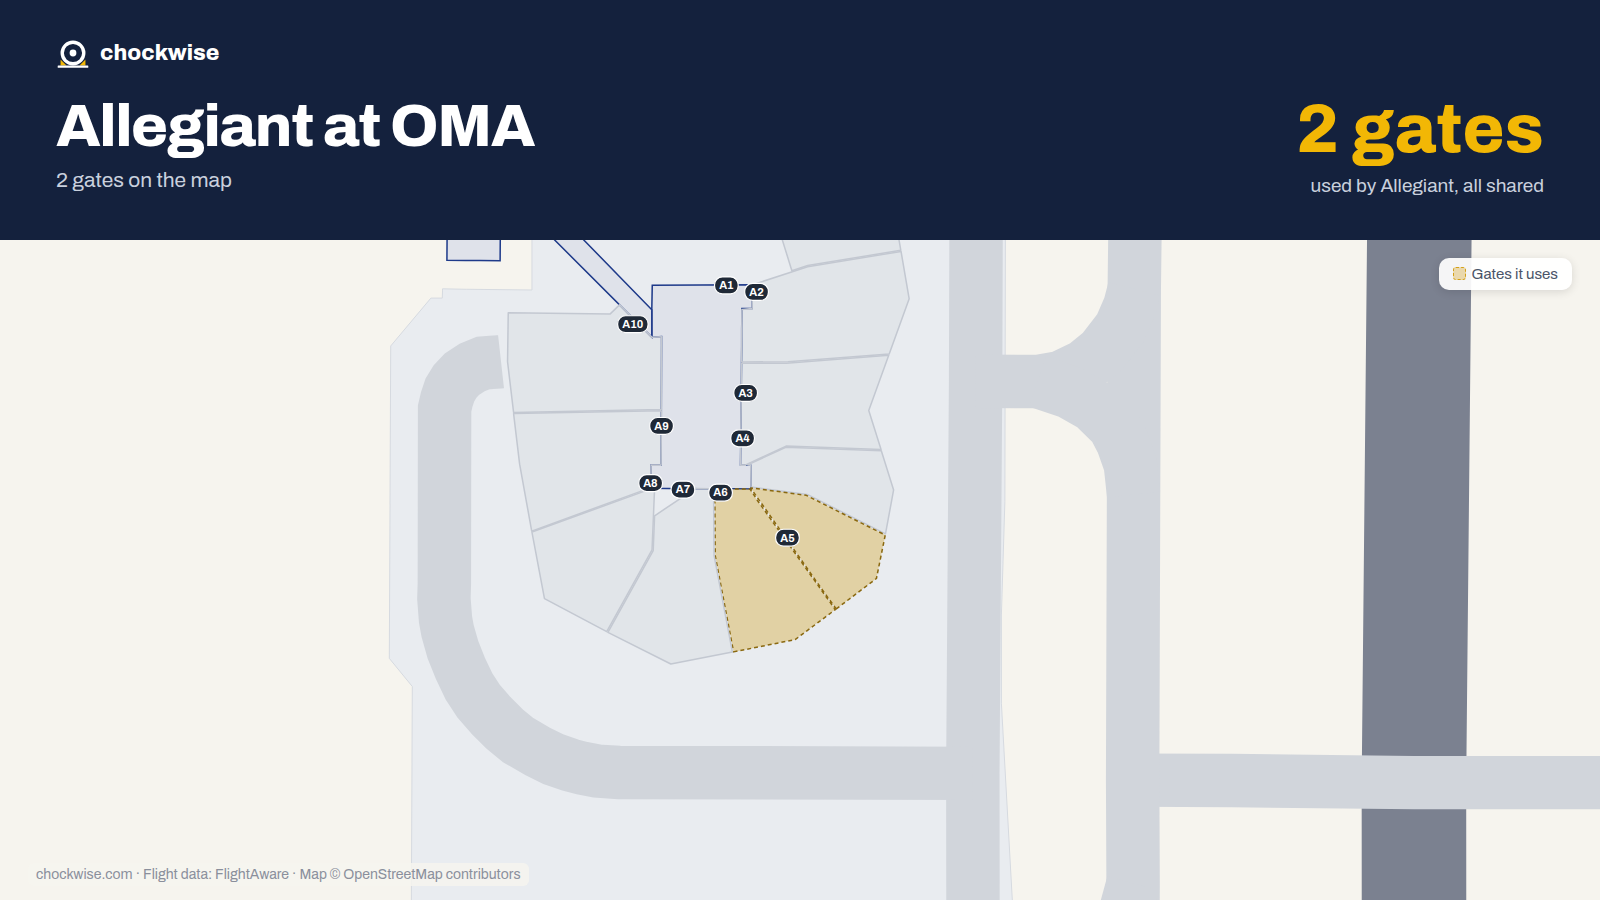 chockwise
Allegiant at OMA
2 gates on the map
2 gates
used by Allegiant, all shared
Gates it uses
A1
A2
A10
A3
A9
A4
A8
A7
A6
A5
chockwise.com · Flight data: FlightAware · Map © OpenStreetMap contributors